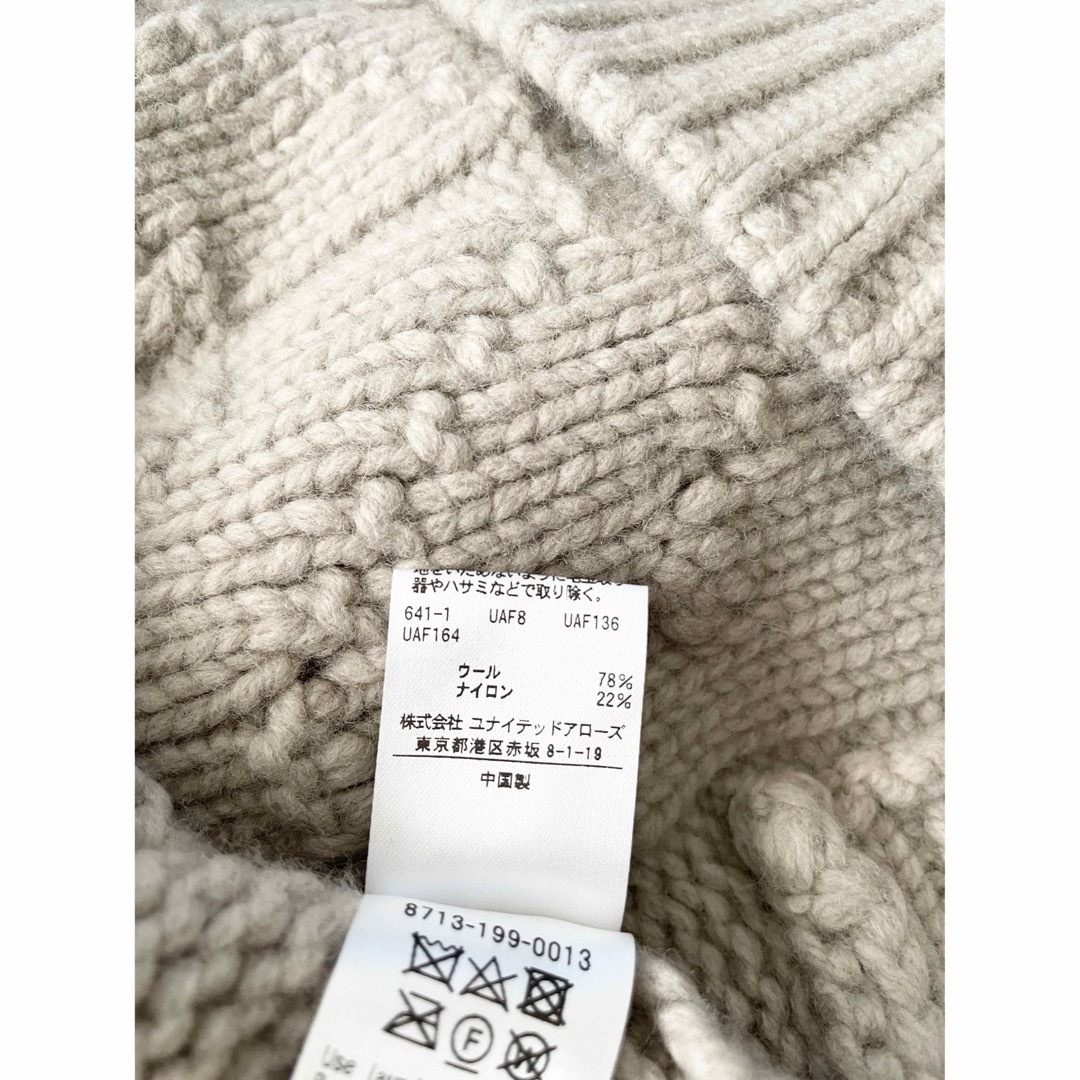 器やハサミなどで取り除く。
641-1 UAF8 UAF136
UAF164
ウール 78%
ナイロン 22%
株式会社 ユナイテッドアローズ
東京都港区赤坂 8-1-19
中国製
8713-199-0013
F
W
Use